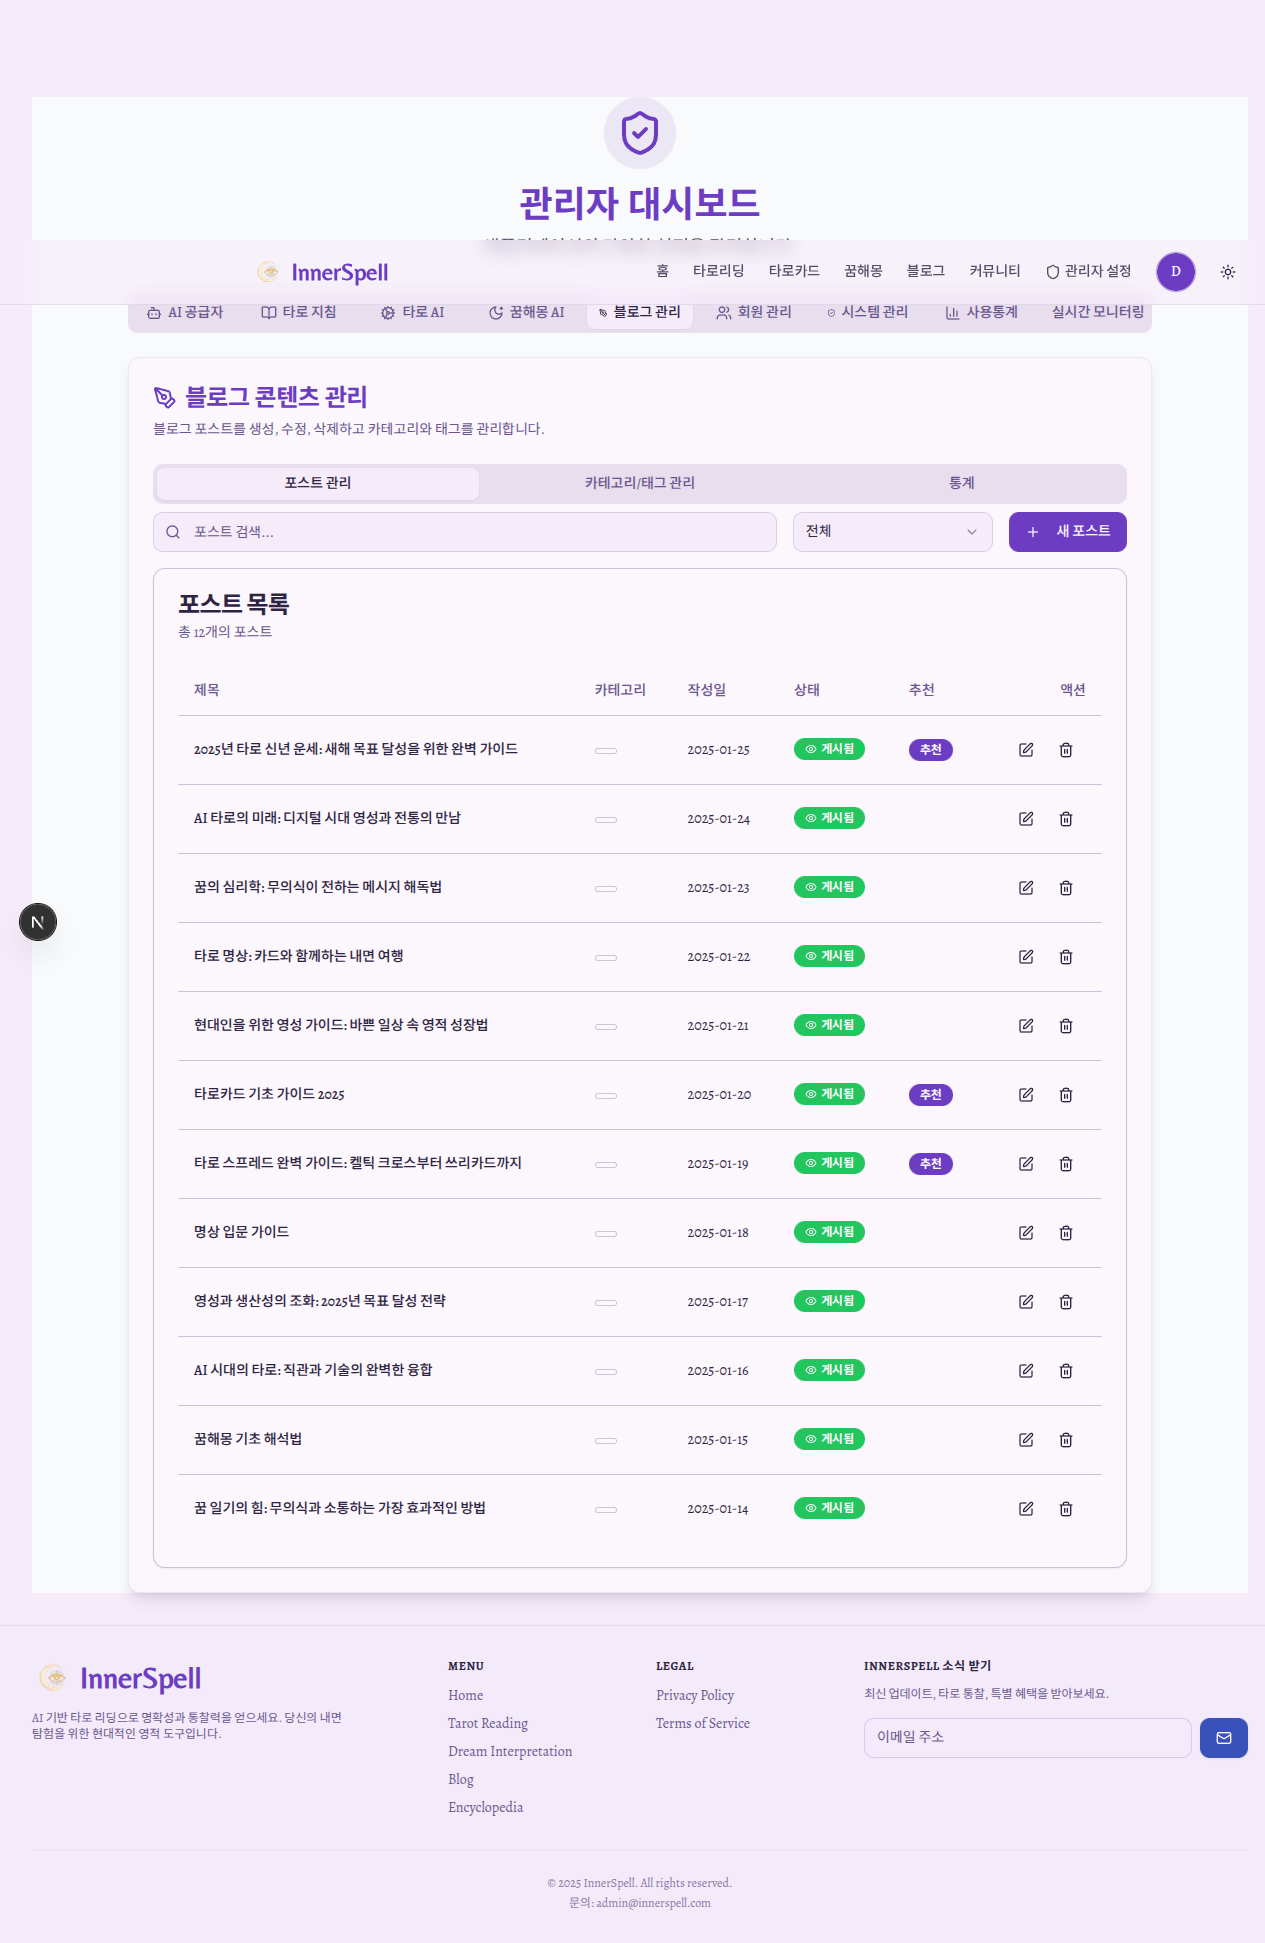 관리자 대시보드
InnerSpell
홈 타로리딩 타로카드 꿈해몽 블로그 커뮤니티 관리자 설정 D
AI 공급자 타로 지침 타로 AI 꿈해몽 AI 블로그 관리 회원 관리 시스템 관리 사용통계 실시간 모니터링
블로그 콘텐츠 관리
블로그 포스트를 생성, 수정, 삭제하고 카테고리와 태그를 관리합니다.
포스트 관리 카테고리/태그 관리 통계
포스트 검색... 전체 새 포스트
포스트 목록
총 12개의 포스트
제목 카테고리 작성일 상태 추천 액션
2025년 타로 신년 운세: 새해 목표 달성을 위한 완벽 가이드 2025-01-25 게시됨 추천
AI 타로의 미래: 디지털 시대 영성과 전통의 만남 2025-01-24 게시됨
꿈의 심리학: 무의식이 전하는 메시지 해독법 2025-01-23 게시됨
타로 명상: 카드와 함께하는 내면 여행 2025-01-22 게시됨
현대인을 위한 영성 가이드: 바쁜 일상 속 영적 성장법 2025-01-21 게시됨
타로카드 기초 가이드 2025 2025-01-20 게시됨 추천
타로 스프레드 완벽 가이드: 켈틱 크로스부터 쓰리카드까지 2025-01-19 게시됨 추천
명상 입문 가이드 2025-01-18 게시됨
영성과 생산성의 조화: 2025년 목표 달성 전략 2025-01-17 게시됨
AI 시대의 타로: 직관과 기술의 완벽한 융합 2025-01-16 게시됨
꿈해몽 기초 해석법 2025-01-15 게시됨
꿈 일기의 힘: 무의식과 소통하는 가장 효과적인 방법 2025-01-14 게시됨
N
InnerSpell
AI 기반 타로 리딩으로 명확성과 통찰력을 얻으세요. 당신의 내면
탐험을 위한 현대적인 영적 도구입니다.
MENU
Home
Tarot Reading
Dream Interpretation
Blog
Encyclopedia
LEGAL
Privacy Policy
Terms of Service
INNERSPELL 소식 받기
최신 업데이트, 타로 통찰, 특별 혜택을 받아보세요.
이메일 주소
© 2025 InnerSpell. All rights reserved.
문의: admin@innerspell.com